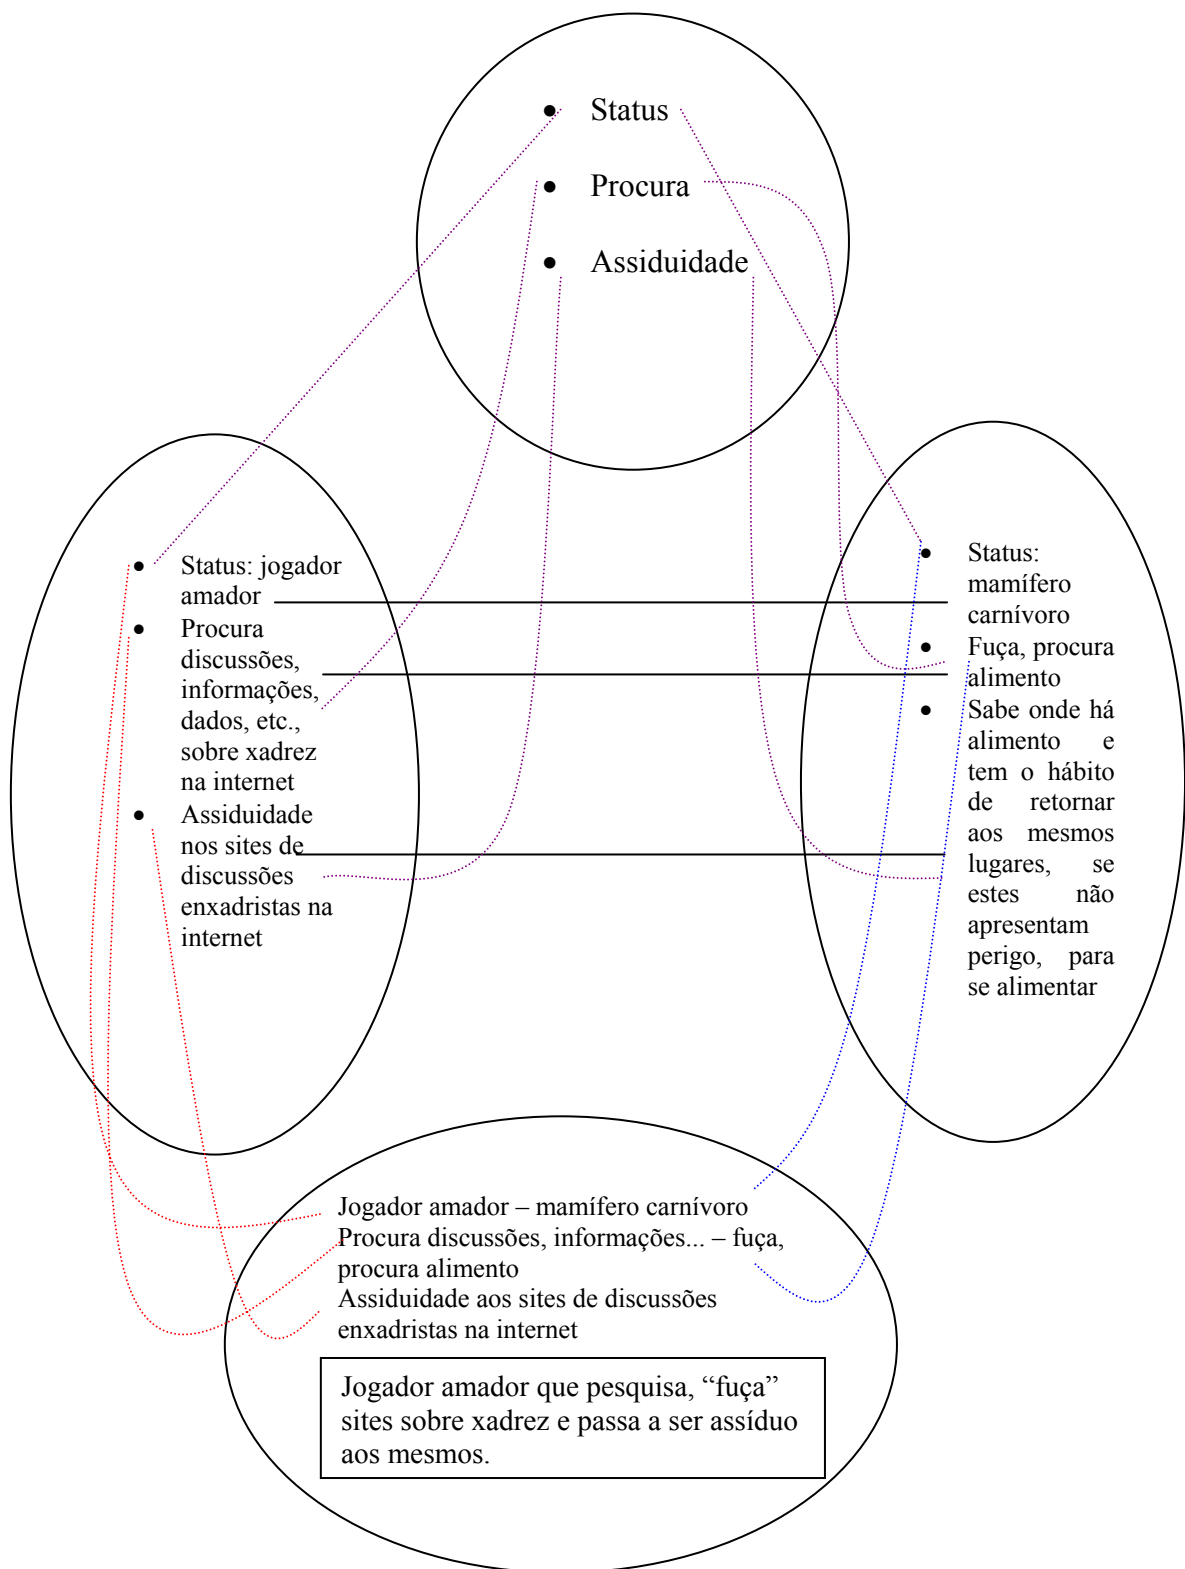 • Status
• Procura
• Assiduidade
• Status: jogador
amador
• Procura
discussões,
informações,
dados, etc.,
sobre xadrez
na internet
• Assiduidade
nos sites de
discussões
enxadristas na
internet
• Status:
mamífero
carnívoro
• Fuça, procura
alimento
• Sabe onde há
alimento e
tem o hábito
de retornar
aos mesmos
lugares, se
estes não
apresentam
perigo, para
se alimentar
Jogador amador – mamífero carnívoro
Procura discussões, informações... – fuça,
procura alimento
Assiduidade aos sites de discussões
enxadristas na internet
Jogador amador que pesquisa, “fuça”
sites sobre xadrez e passa a ser assíduo
aos mesmos.